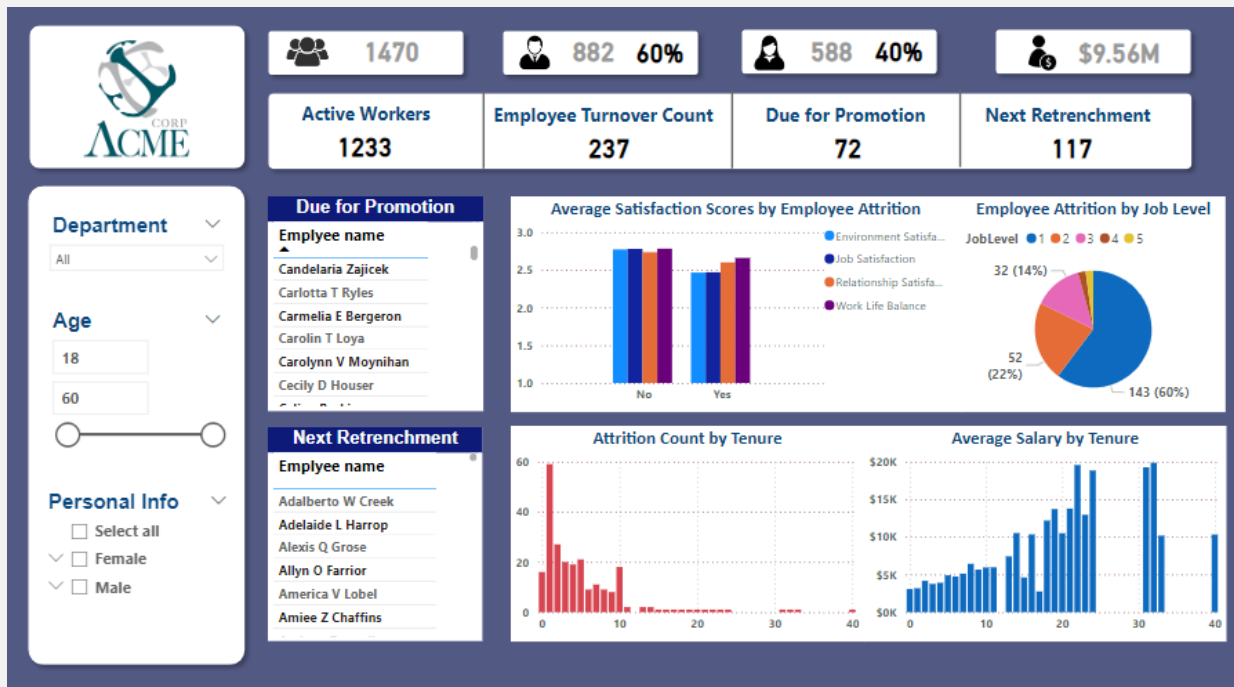 CORP
ACME
1470
882 60%
588 40%
$9.56M
Active Workers
1233
Employee Turnover Count
237
Due for Promotion
72
Next Retrenchment
117
Department
All
Age
18
60
Personal Info
Select all
Female
Male
Due for Promotion
Emplyee name
Candelaria Zajicek
Carlotta T Ryles
Carmelia E Bergeron
Carolin T Loya
Carolynn V Moynihan
Cecily D Houser
Next Retrenchment
Emplyee name
Adalberto W Creek
Adelaide L Harrop
Alexis Q Grose
Allyn O Farrior
America V Lobel
Amiee Z Chaffins
Average Satisfaction Scores by Employee Attrition
3.0
2.5
2.0
1.5
1.0
No
Yes
Environment Satisfa...
Job Satisfaction
Relationship Satisfa...
Work Life Balance
Employee Attrition by Job Level
JobLevel 1 2 3 4 5
32 (14%)
52
(22%)
143 (60%)
Attrition Count by Tenure
60
40
20
0
0 10 20 30 40
Average Salary by Tenure
$20K
$15K
$10K
$5K
$0K
0 10 20 30 40